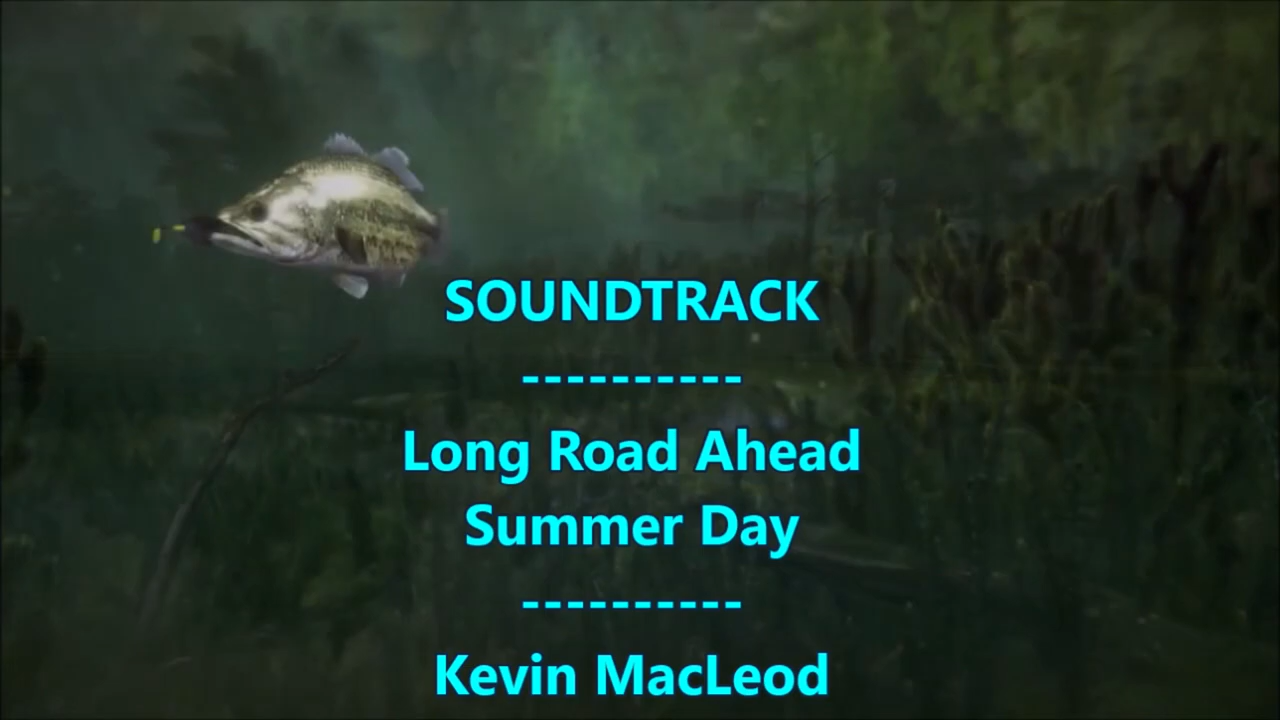 SOUNDTRACK
----------
Long Road Ahead
Summer Day
----------
Kevin MacLeod